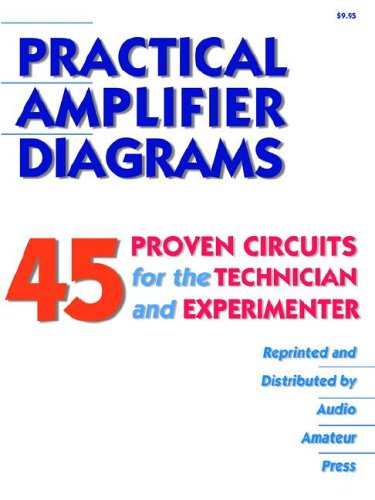 $9.95
PRACTICAL
AMPLIFIER
DIAGRAMS
45 PROVEN CIRCUITS
for the TECHNICIAN
and EXPERIMENTER
Reprinted and
Distributed by
Audio
Amateur
Press